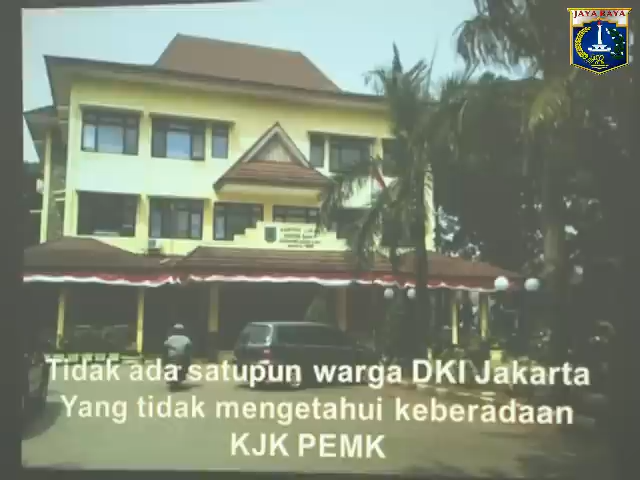 JAYA RAYA
Tidak ada satupun warga DKI Jakarta
Yang tidak mengetahui keberadaan
KJK PEMK